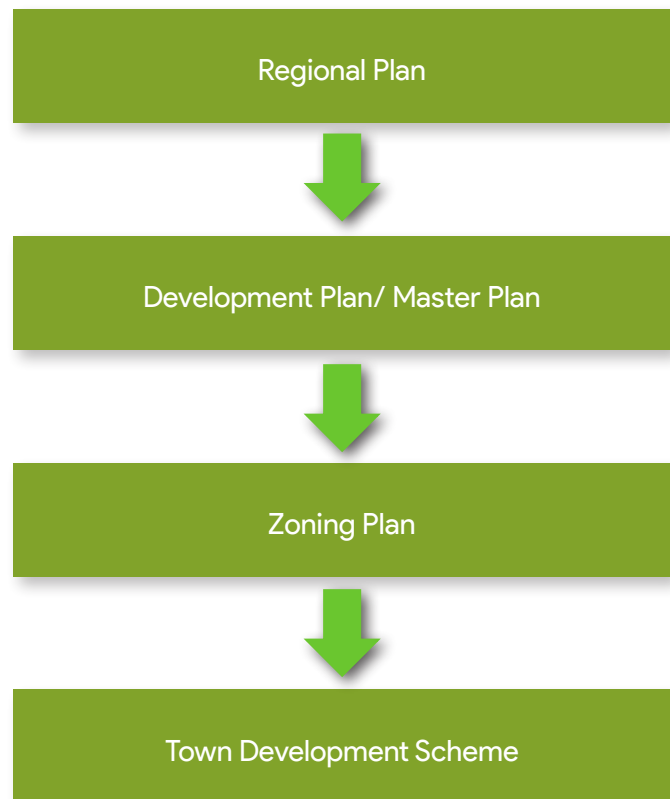 Regional Plan
Development Plan/ Master Plan
Zoning Plan
Town Development Scheme